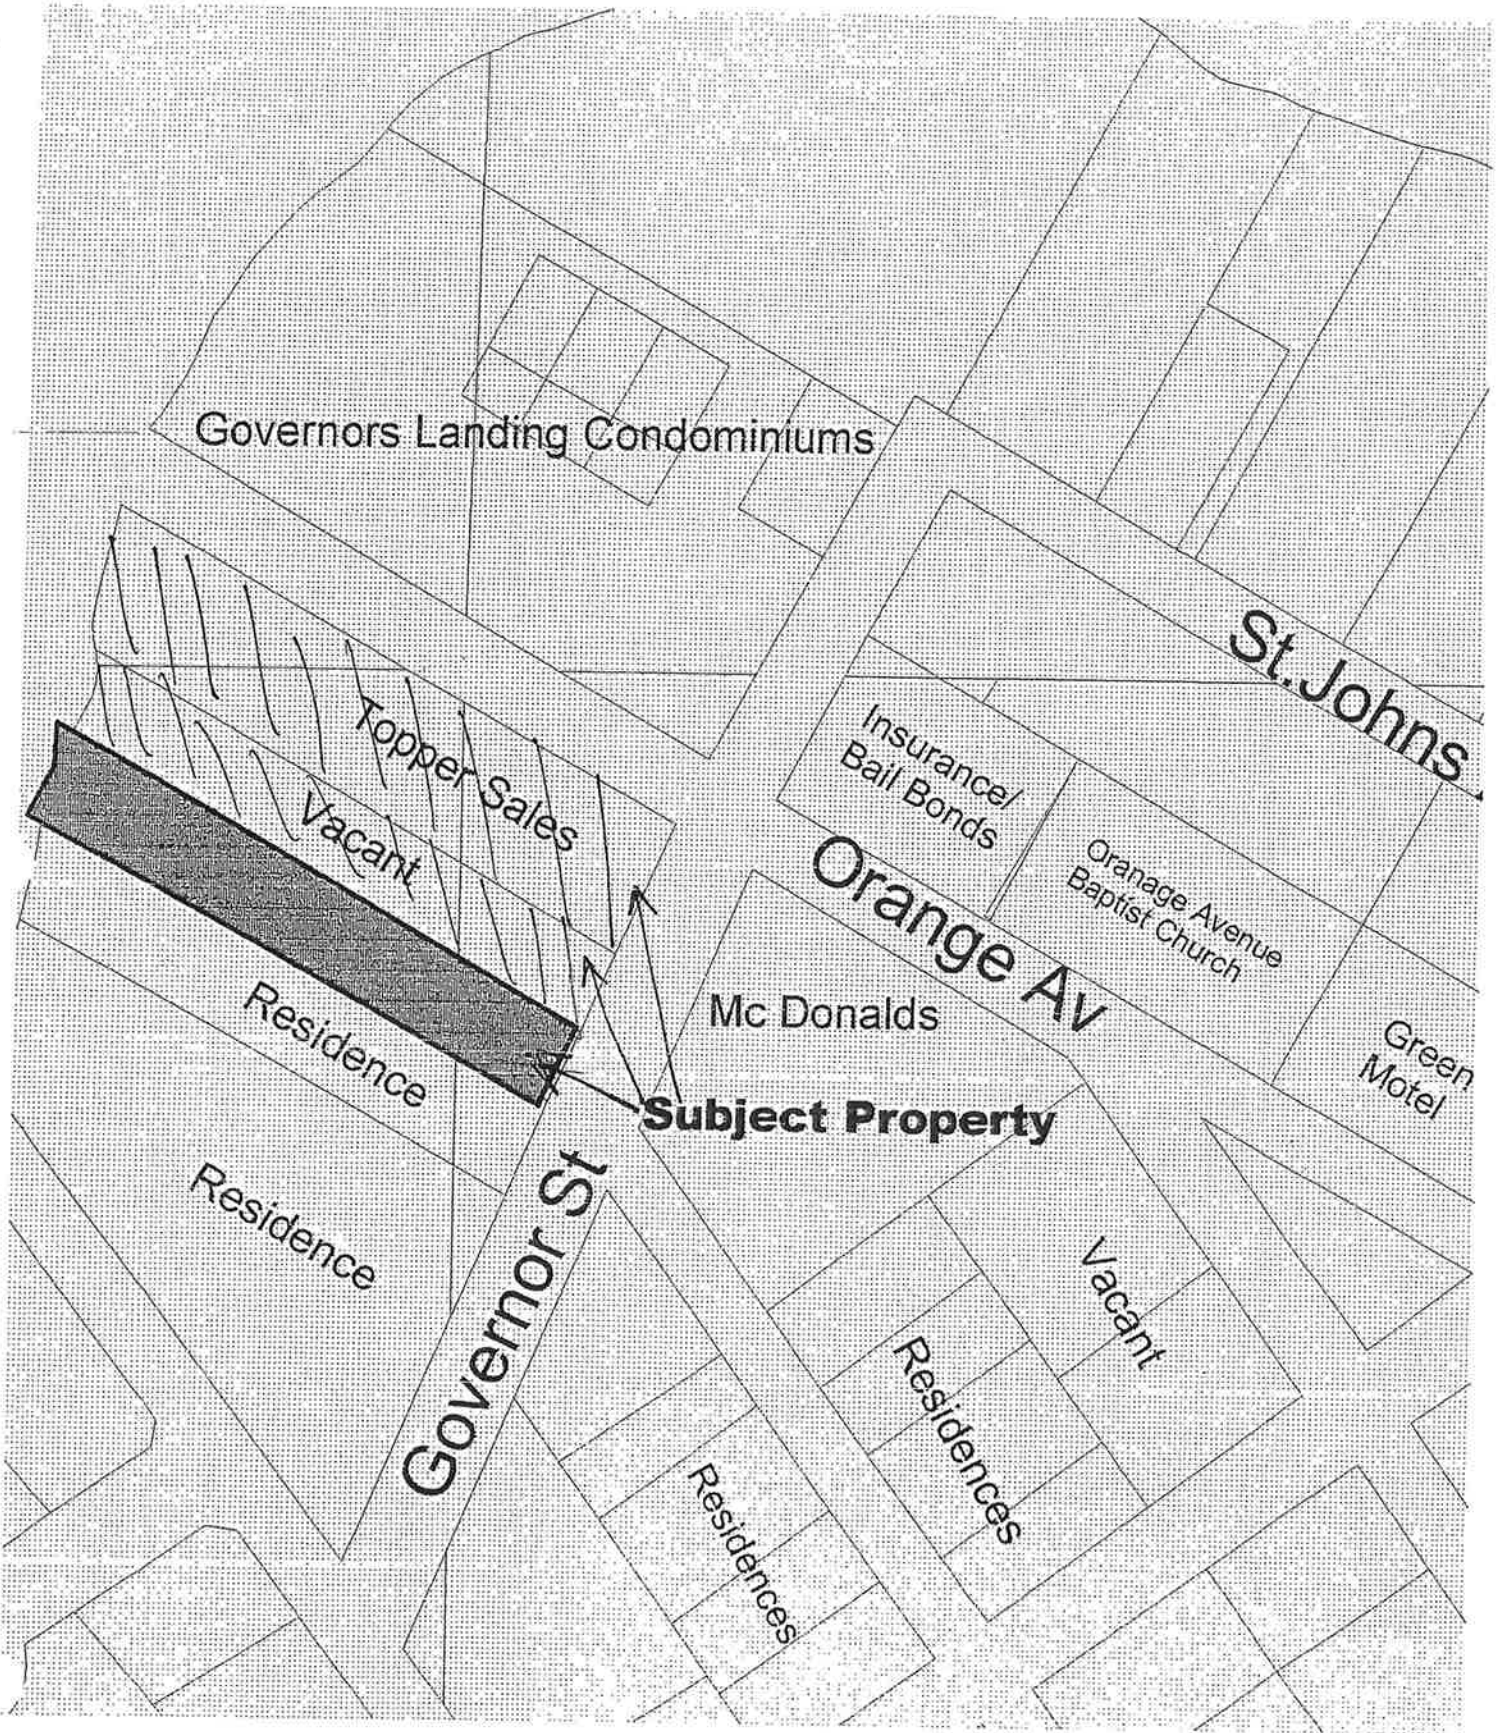 Governors Landing Condominiums
St.Johns
Topper Sales
Vacant
Insurance/
Bail Bonds
Orange Av
Oranage Avenue
Baptist Church
Mc Donalds
Green
Motel
Residence
Subject Property
Residence
Governor St
Vacant
Residences
Residences